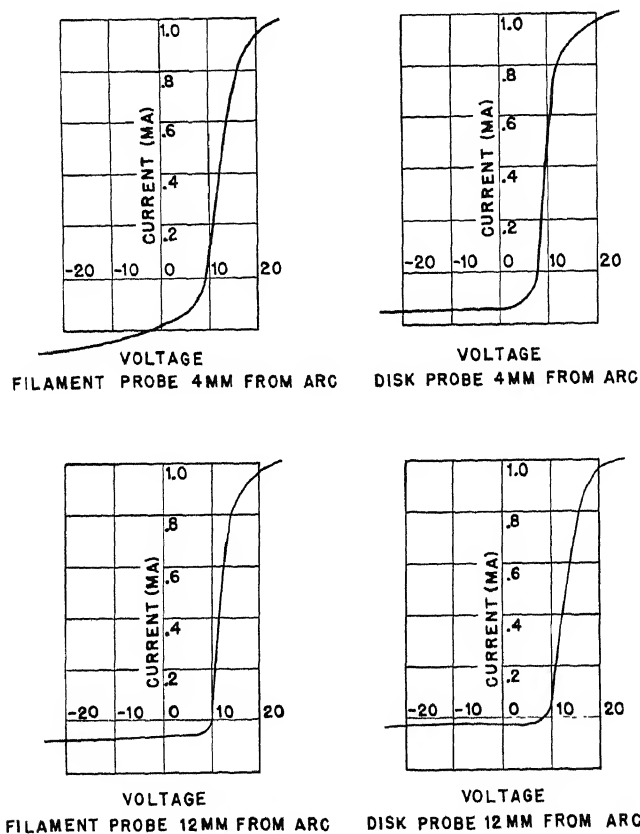 1.0
.8
.6
.4
.2
CURRENT (MA)
-20 -10 0 10 20
VOLTAGE
FILAMENT PROBE 4MM FROM ARC
1.0
.8
.6
.4
.2
CURRENT (MA)
-20 -10 0 10 20
VOLTAGE
DISK PROBE 4MM FROM ARC
1.0
.8
.6
.4
.2
CURRENT (MA)
-20 -10 0 10 20
VOLTAGE
FILAMENT PROBE 12MM FROM ARC
1.0
.8
.6
.4
.2
CURRENT (MA)
-20 -10 0 10 20
VOLTAGE
DISK PROBE 12MM FROM ARC